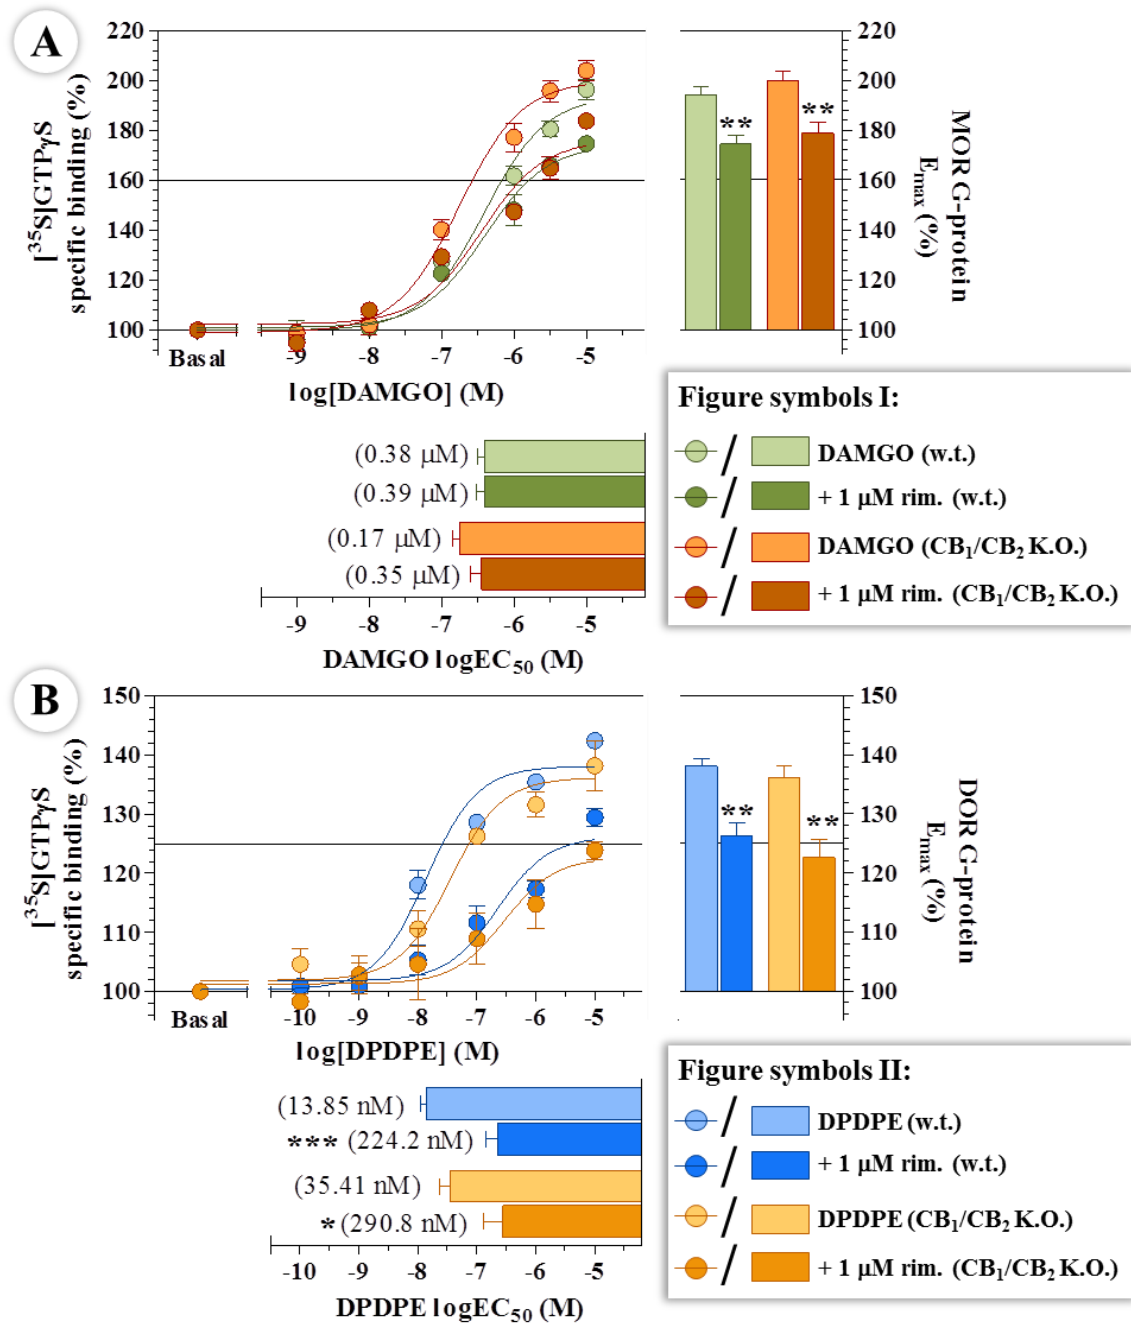 A
220
200
180
160
140
120
100
[³⁵S]GTPγS
specific binding (%)
Basal
-9
-8
-7
-6
-5
log[DAMGO] (M)
**
**
220
200
180
160
140
120
100
MOR G-protein
Eₘₐₓ (%)
(0.38 µM)
(0.39 µM)
(0.17 µM)
(0.35 µM)
-9
-8
-7
-6
-5
DAMGO logEC₅₀ (M)
Figure symbols I:
/ DAMGO (w.t.)
/ + 1 µM rim. (w.t.)
/ DAMGO (CB₁/CB₂ K.O.)
/ + 1 µM rim. (CB₁/CB₂ K.O.)
B
150
140
130
120
110
100
[³⁵S]GTPγS
specific binding (%)
Basal
-10
-9
-8
-7
-6
-5
log[DPDPE] (M)
**
**
150
140
130
120
110
100
DOR G-protein
Eₘₐₓ (%)
(13.85 nM)
*** (224.2 nM)
(35.41 nM)
* (290.8 nM)
-10
-9
-8
-7
-6
-5
DPDPE logEC₅₀ (M)
Figure symbols II:
/ DPDPE (w.t.)
/ + 1 µM rim. (w.t.)
/ DPDPE (CB₁/CB₂ K.O.)
/ + 1 µM rim. (CB₁/CB₂ K.O.)